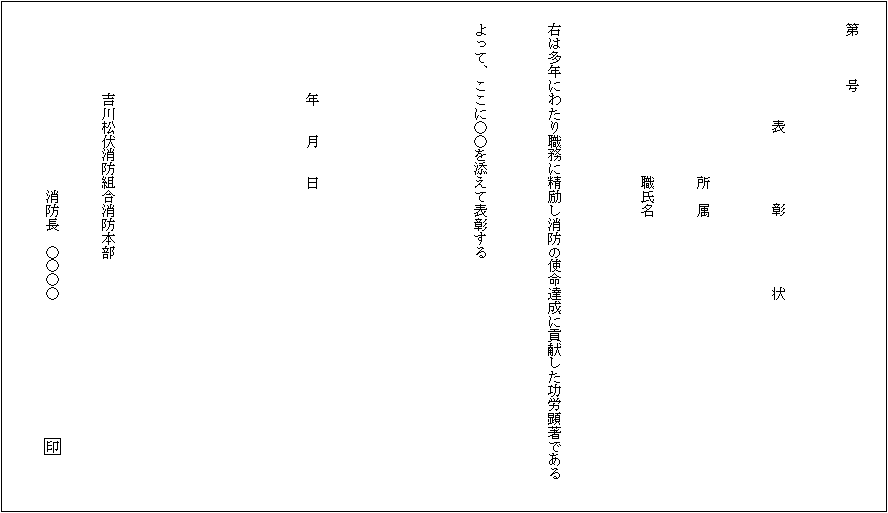 第　号
表　彰　状
所　属
職氏名
右は多年にわたり職務に精励し消防の使命達成に貢献した功労顕著である
よって、ここに〇〇を添えて表彰する
年　月　日
吉川松伏消防組合消防本部
消防長　〇〇〇〇　印